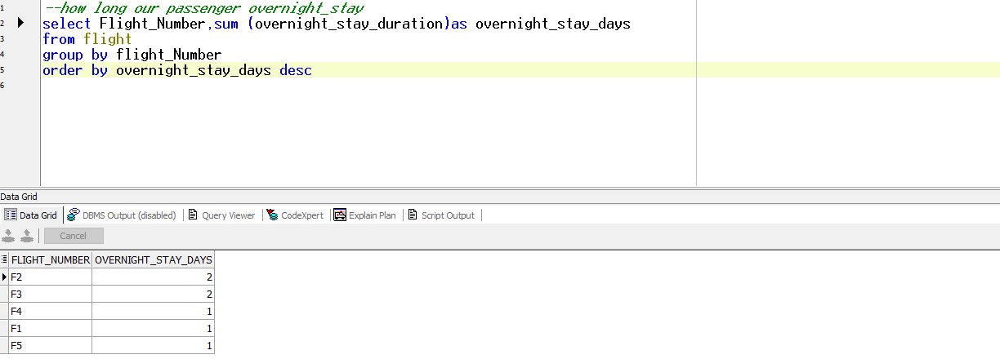 1 --how long our passenger overnight_stay
2 select Flight_Number,sum (overnight_stay_duration)as overnight_stay_days
3 from flight
4 group by flight_Number
5 order by overnight_stay_days desc
6
Data Grid
Data Grid DBMS Output (disabled) Query Viewer CodeXpert Explain Plan Script Output
Cancel
FLIGHT_NUMBER OVERNIGHT_STAY_DAYS
F2 2
F3 2
F4 1
F1 1
F5 1